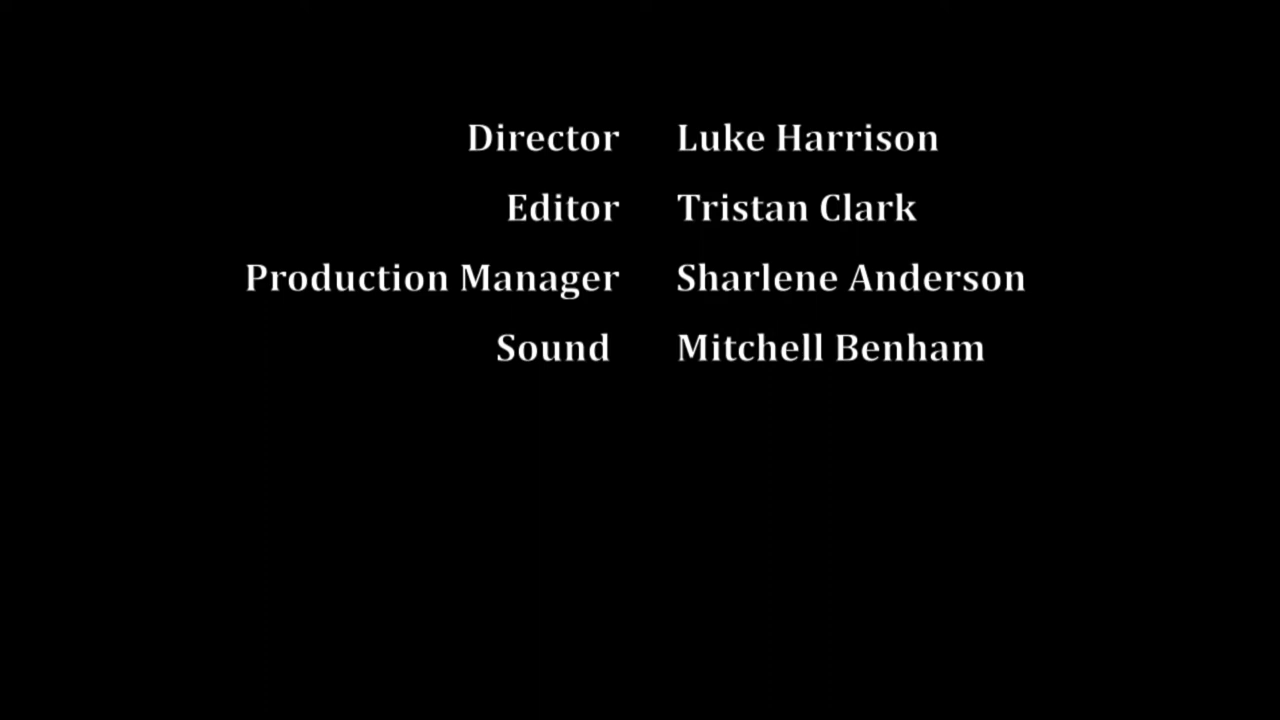 Director Luke Harrison
Editor Tristan Clark
Production Manager Sharlene Anderson
Sound Mitchell Benham